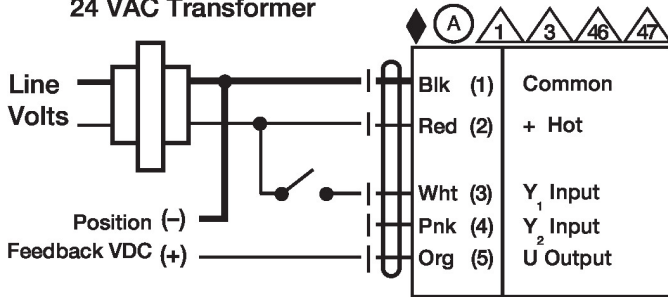 24 VAC Transformer
A 1 3 46 47
Line
Volts
Blk (1) Common
Red (2) + Hot
Wht (3) Y1 Input
Pnk (4) Y2 Input
Org (5) U Output
Position (–)
Feedback VDC (+)